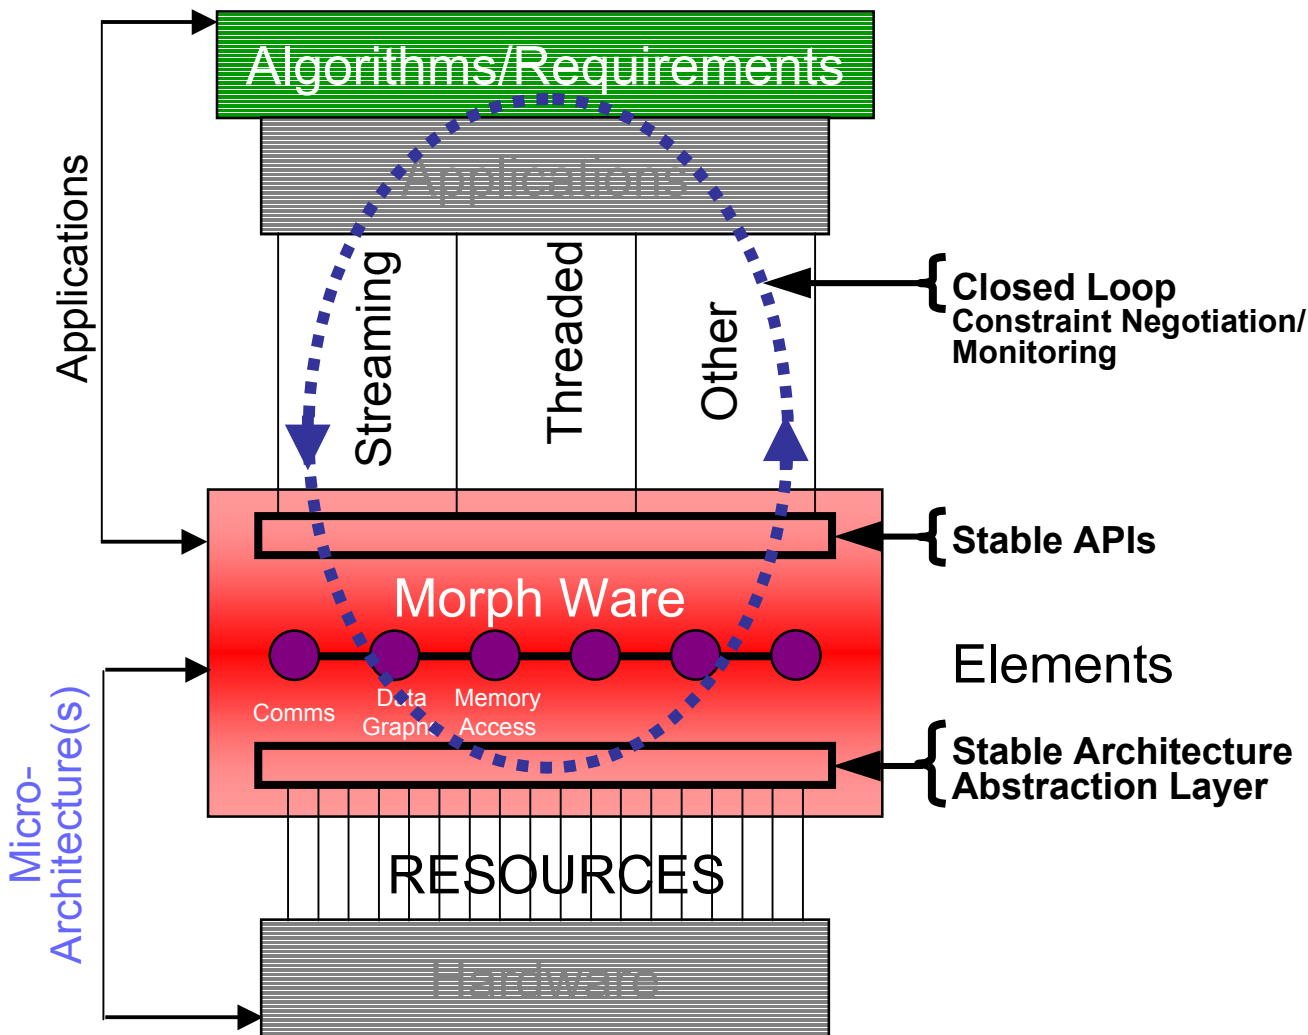 Algorithms/Requirements
Applications
Applications
Streaming
Threaded
Other
Closed Loop
Constraint Negotiation/
Monitoring
Stable APIs
Morph Ware
Elements
Comms
Data
Graphs
Memory
Access
Stable Architecture
Abstraction Layer
Micro-
Architecture(s)
RESOURCES
Hardware